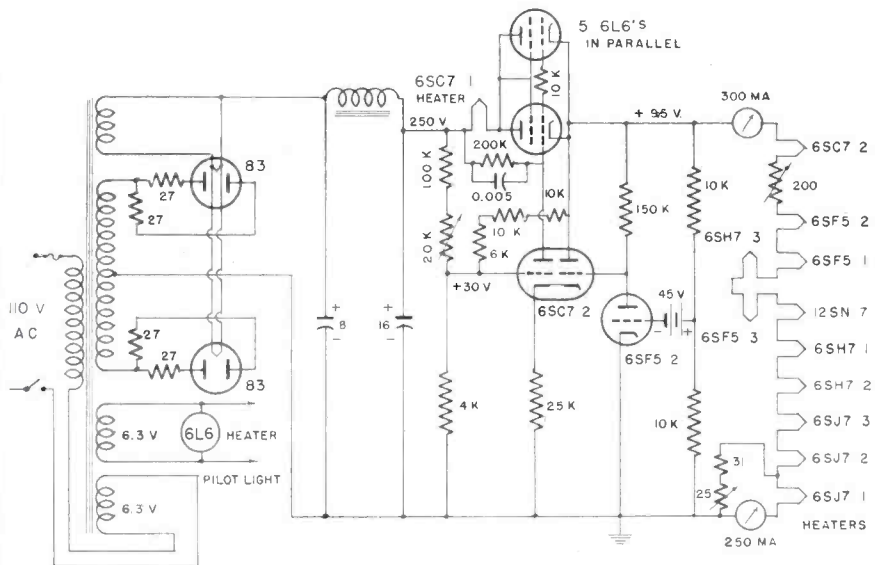 5 6L6'S
IN PARALLEL
6SC7 1
HEATER
10 K
250 V
+ 95 V.
300 MA
83
27
27
200K
0.005
100 K
20 K
10K
10 K
6 K
+30 V
150 K
10 K
6SH7 3
6SC7 2
200
6SF5 2
6SF5 1
110 V
AC
+
8
-
+
16
-
6SC7 2
45 V
- +
6SF5 2
6SF5 3
12SN 7
6SH7 1
6SH7 2
6SJ7 3
6SJ7 2
6SJ7 1
HEATERS
27
27
83
4 K
25 K
10 K
31
25
250 MA
6.3 V
6L6
HEATER
PILOT LIGHT
6.3 V